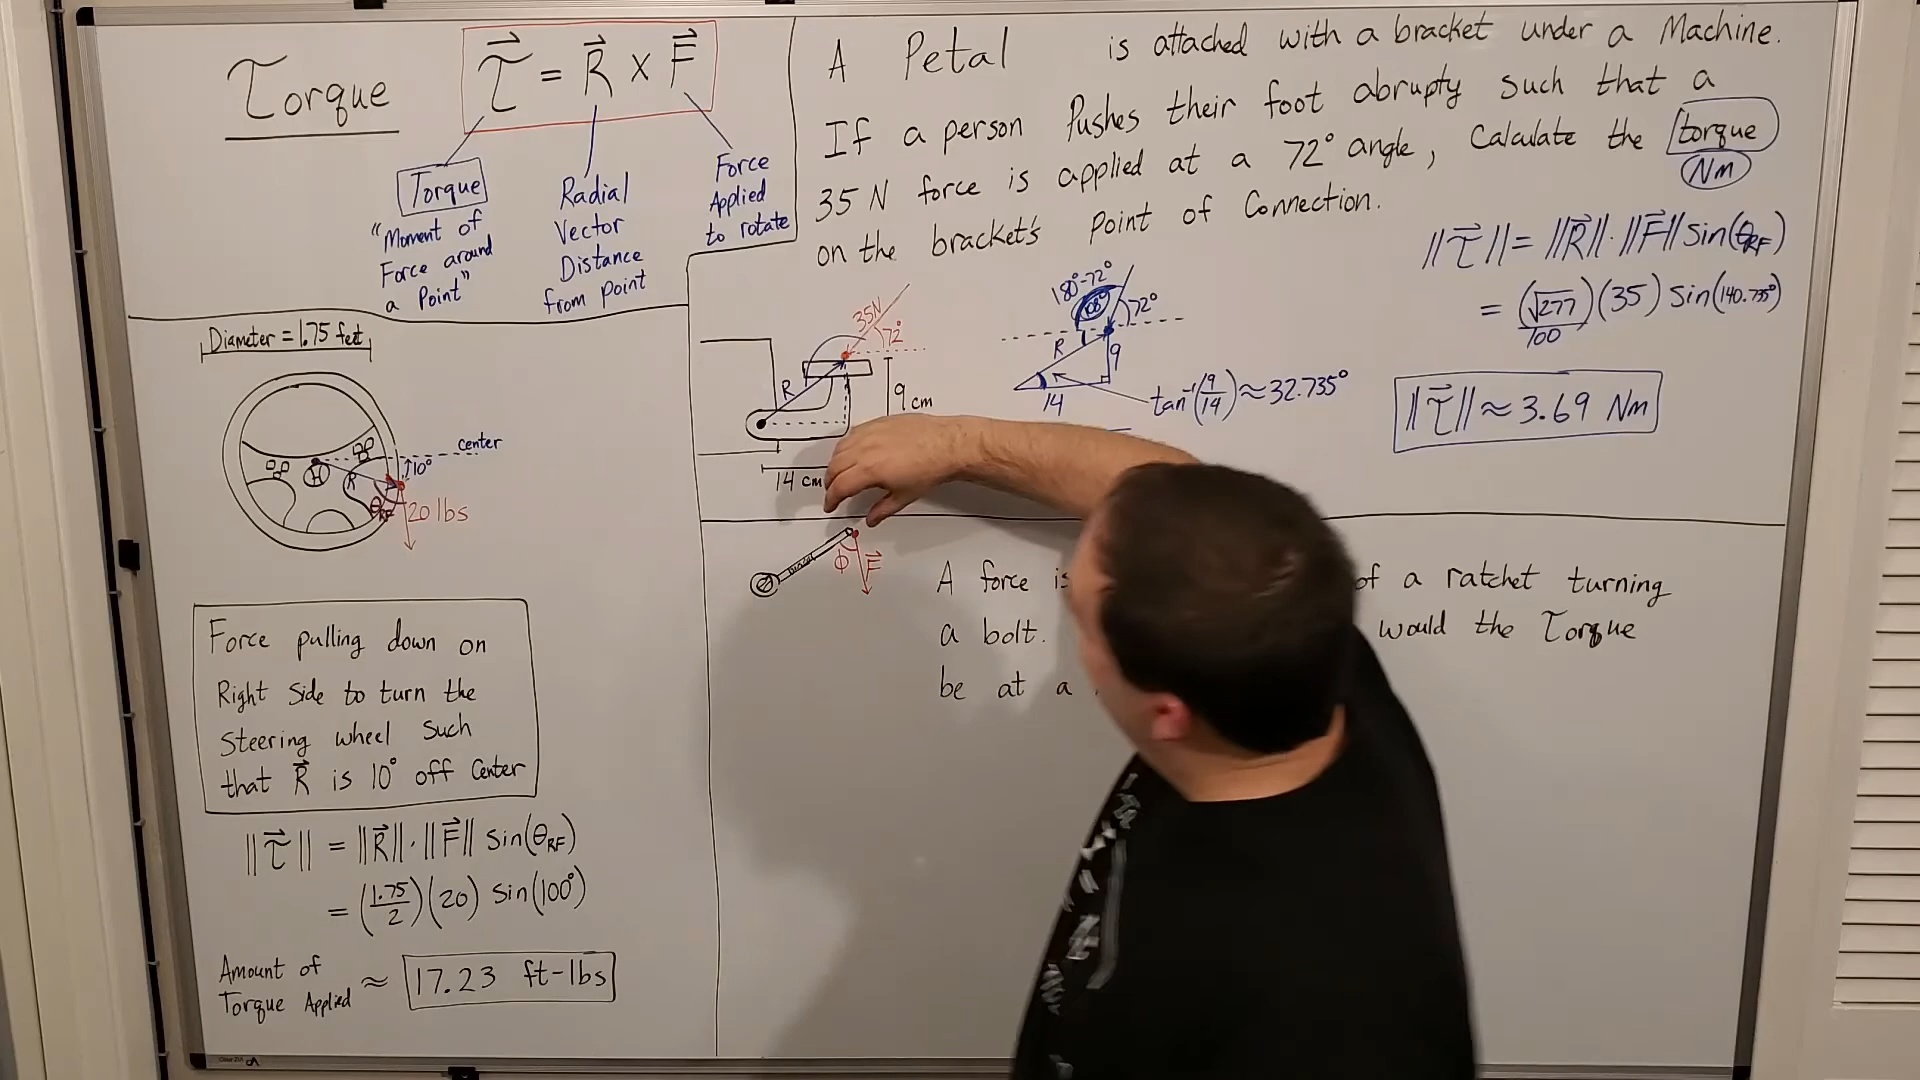 Torque
τ⃗ = R⃗ x F⃗
Torque
"Moment of
Force around
a Point"
Radial
Vector
Distance
from point
Force
Applied
to rotate
A Petal is attached with a bracket under a Machine.
If a person Pushes their foot abrupty such that a
35 N force is applied at a 72° angle, Calculate the torque
Nm
on the bracket's Point of Connection.
Diameter = 1.75 feet
center
10°
H
R
θRF
20 lbs
Force pulling down on
Right Side to turn the
Steering wheel Such
that R⃗ is 10° off Center
||τ⃗|| = ||R⃗||·||F⃗|| Sin(θRF)
= (1.75/2)(20) Sin(100°)
Amount of
Torque Applied ≈ 17.23 ft-lbs
35N
72°
R
9 cm
14 cm
180°-72°
108°
72°
R
9
14
tan⁻¹(9/14) ≈ 32.735°
||τ⃗|| = ||R⃗||·||F⃗|| Sin(θRF)
= (√277/100)(35) Sin(140.735°)
||τ⃗|| ≈ 3.69 Nm
ϕ
F⃗
A force is of a ratchet turning
a bolt. would the Torque
be at a